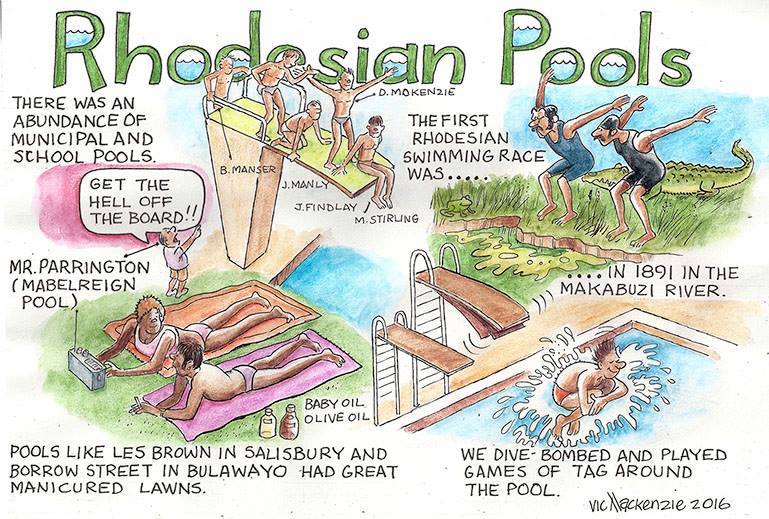 Rhodesian Pools
THERE WAS AN
ABUNDANCE OF
MUNICIPAL AND
SCHOOL POOLS.
D. McKENZIE
B. MANSER
J. MANLY
J. FINDLAY
M. STIRLING
GET THE
HELL OFF
THE BOARD!!
MR. PARRINGTON
(MABELREIGN
POOL)
THE FIRST
RHODESIAN
SWIMMING RACE
WAS.....
....IN 1891 IN THE
MAKABUZI RIVER.
BABY OIL
OLIVE OIL
POOLS LIKE LES BROWN IN SALISBURY AND
BORROW STREET IN BULAWAYO HAD GREAT
MANICURED LAWNS.
WE DIVE-BOMBED AND PLAYED
GAMES OF TAG AROUND
THE POOL.
Vic Mackenzie 2016